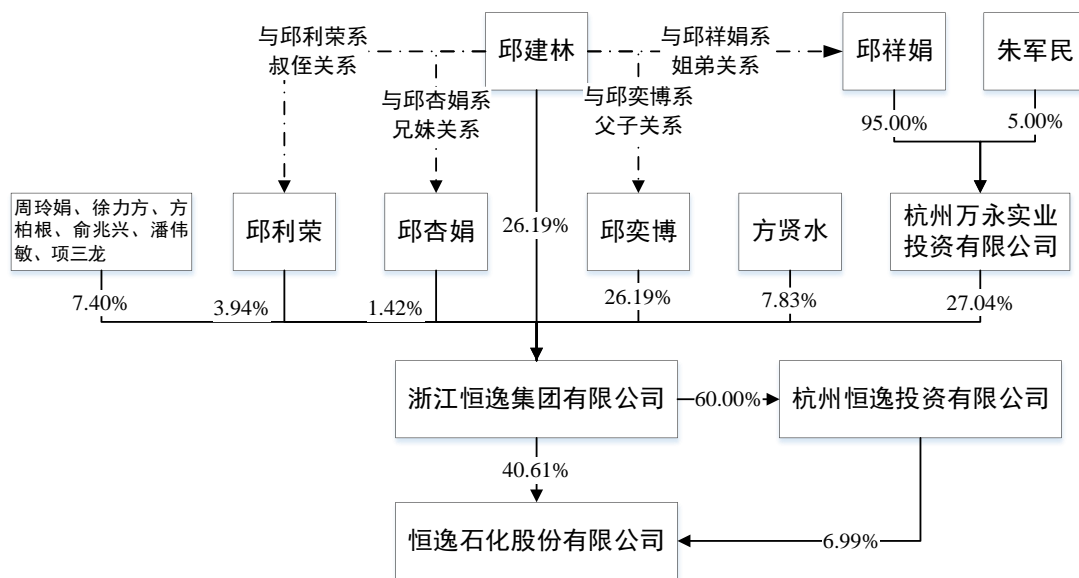 与邱利荣系
叔侄关系
邱建林
与邱祥娟系
姐弟关系
邱祥娟
朱军民
与邱杏娟系
兄妹关系
与邱奕博系
父子关系
95.00%
5.00%
周玲娟、徐力方、方
柏根、俞兆兴、潘伟
敏、项三龙
邱利荣
邱杏娟
26.19%
邱奕博
方贤水
杭州万永实业
投资有限公司
7.40%
3.94%
1.42%
26.19%
7.83%
27.04%
浙江恒逸集团有限公司
60.00%
杭州恒逸投资有限公司
40.61%
恒逸石化股份有限公司
6.99%